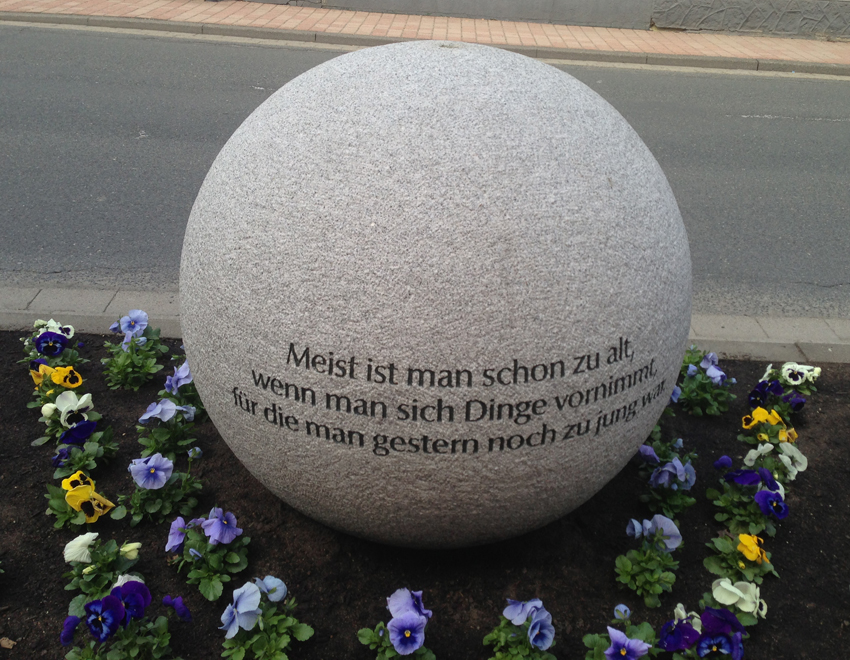 Meist ist man schon zu alt,
wenn man sich Dinge vornimmt,
für die man gestern noch zu jung war.